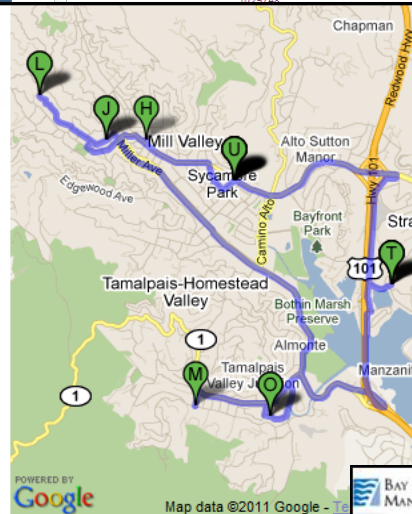 Chapman
Redwood Hwy
L
J
H
Mill Valley
Miller Ave
U
Alto Sutton
Manor
Sycamore
Park
Hwy 101
Edgewood Ave
Camino Alto
Bayfront
Park
Stra
T
101
Tamalpais-Homestead
Valley
Bothin Marsh
Preserve
1
Almonte
M
Tamalpais
Valley Junction
O
Manzanit
1
POWERED BY
Google
Map data ©2011 Google - Te
BAY
MAN